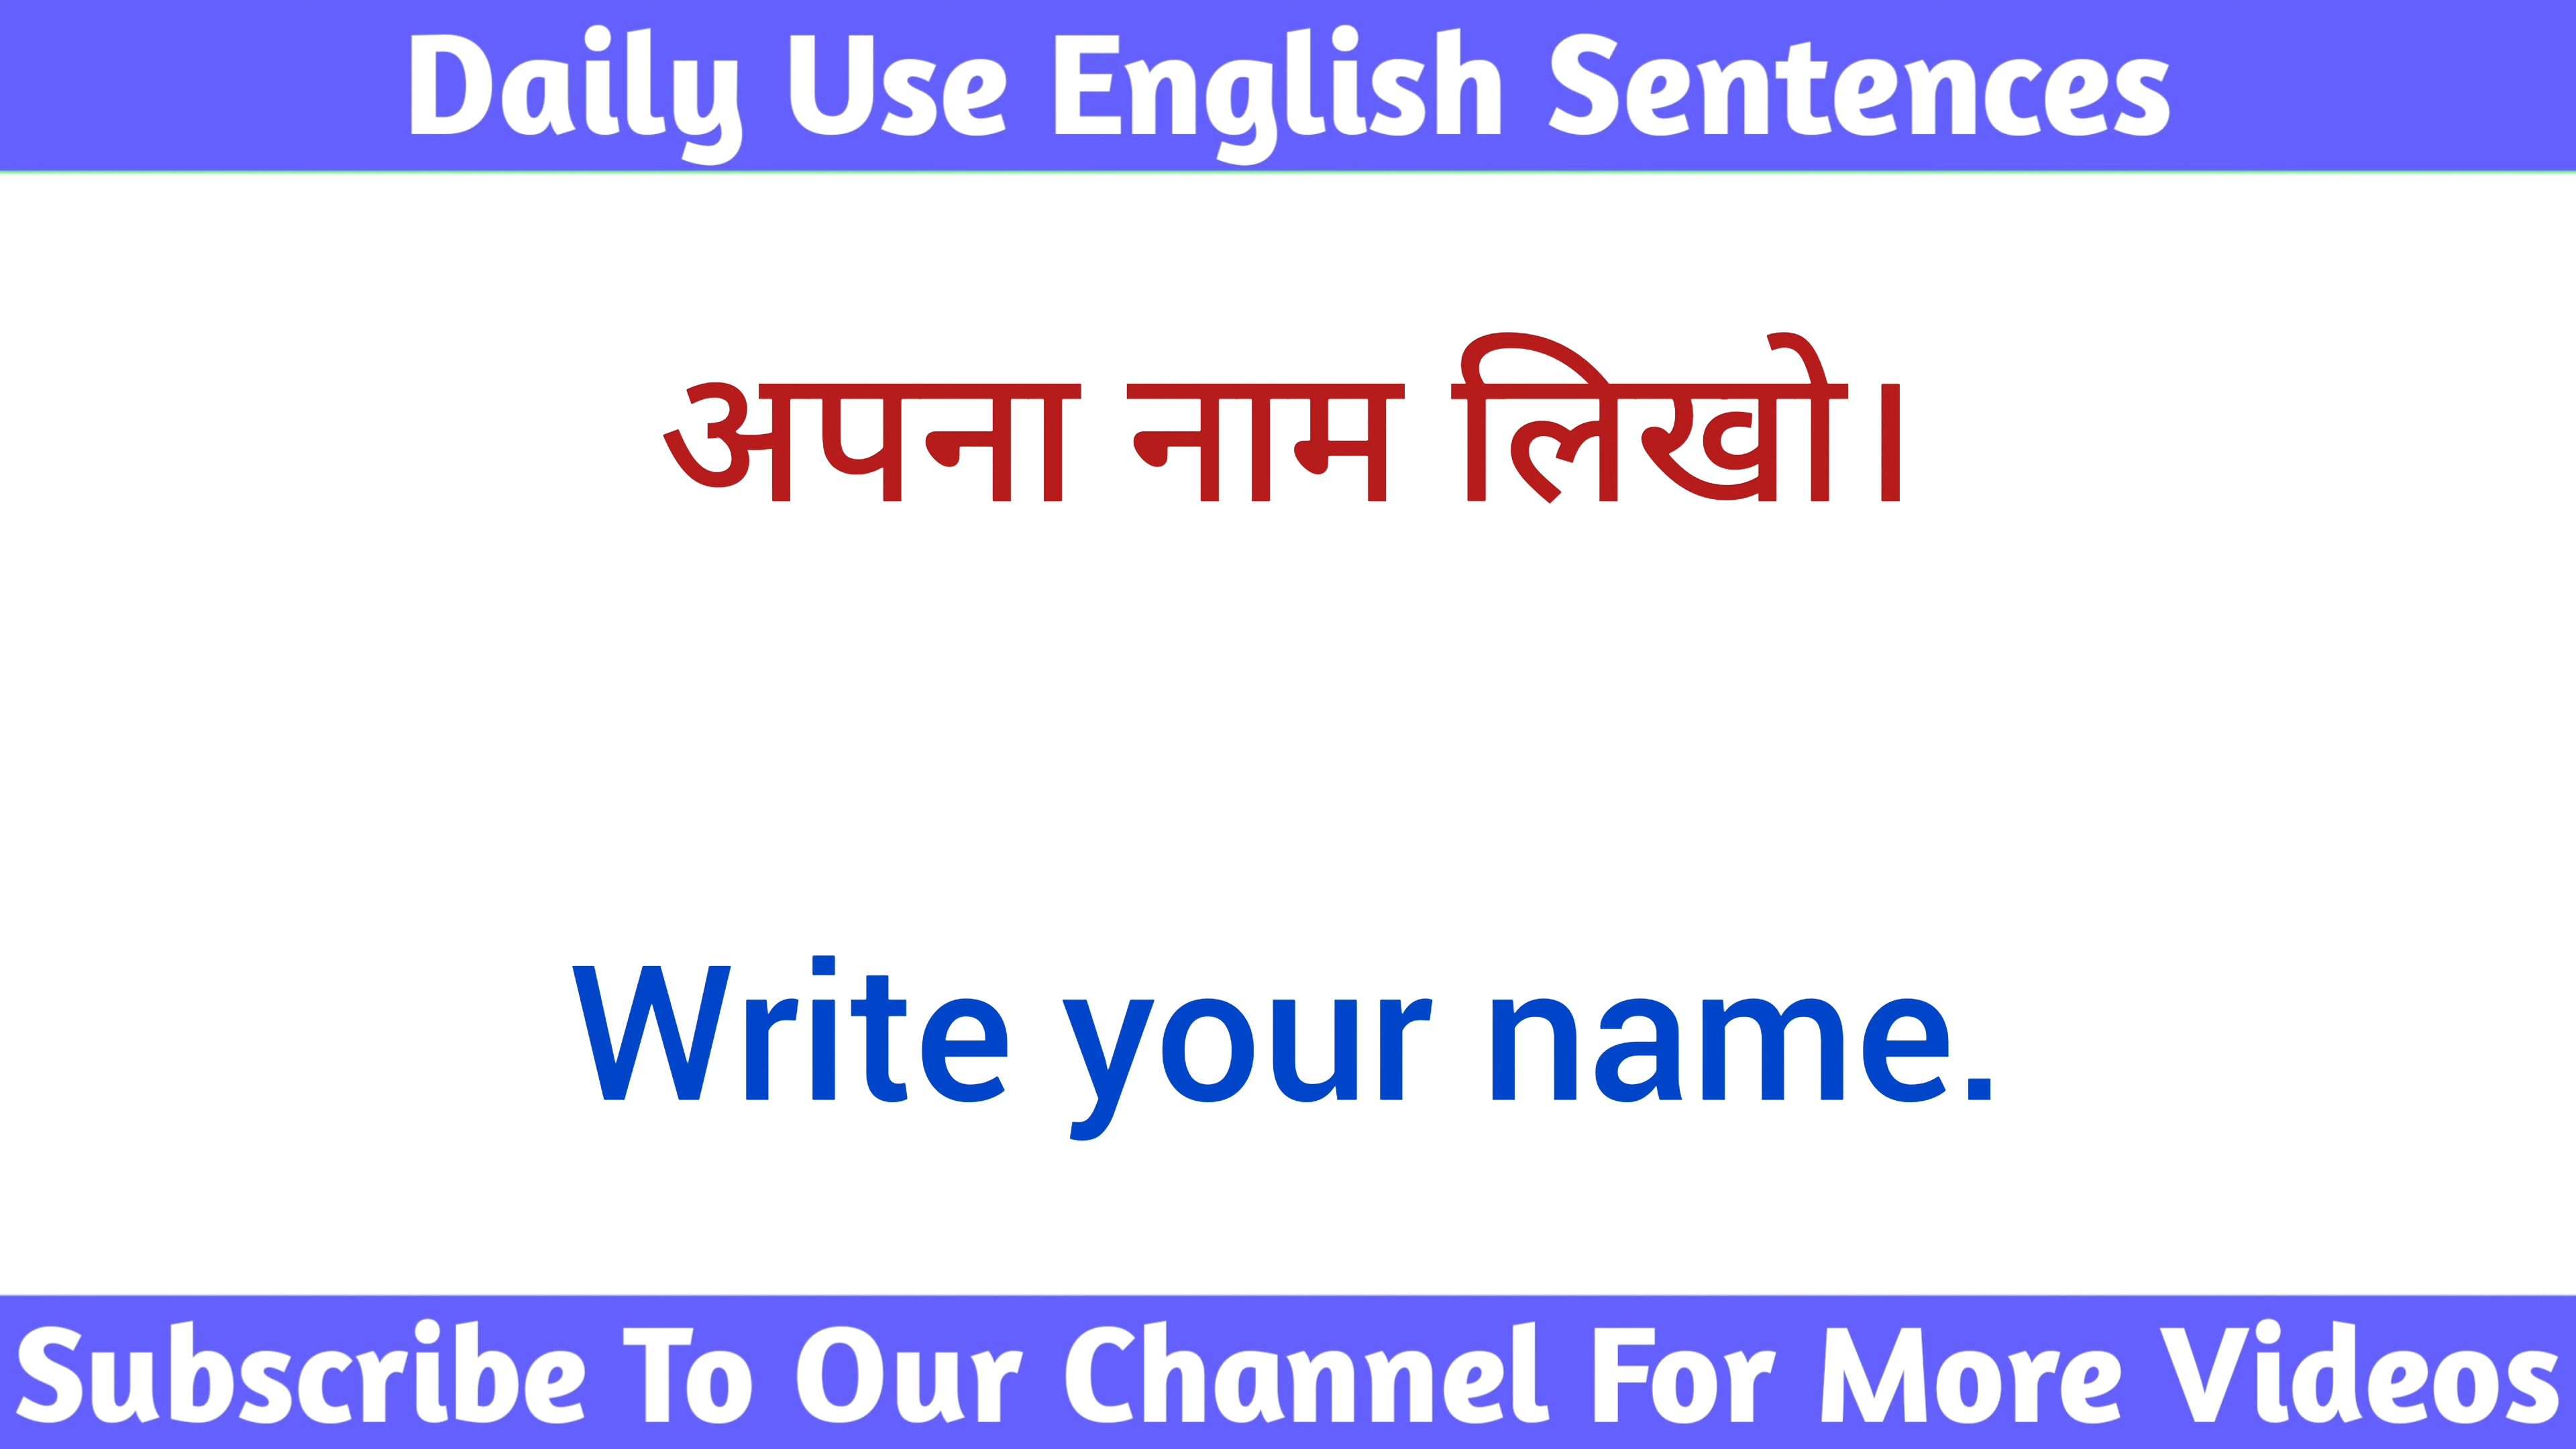 Daily Use English Sentences
अपना नाम लिखो।
Write your name.
Subscribe To Our Channel For More Videos